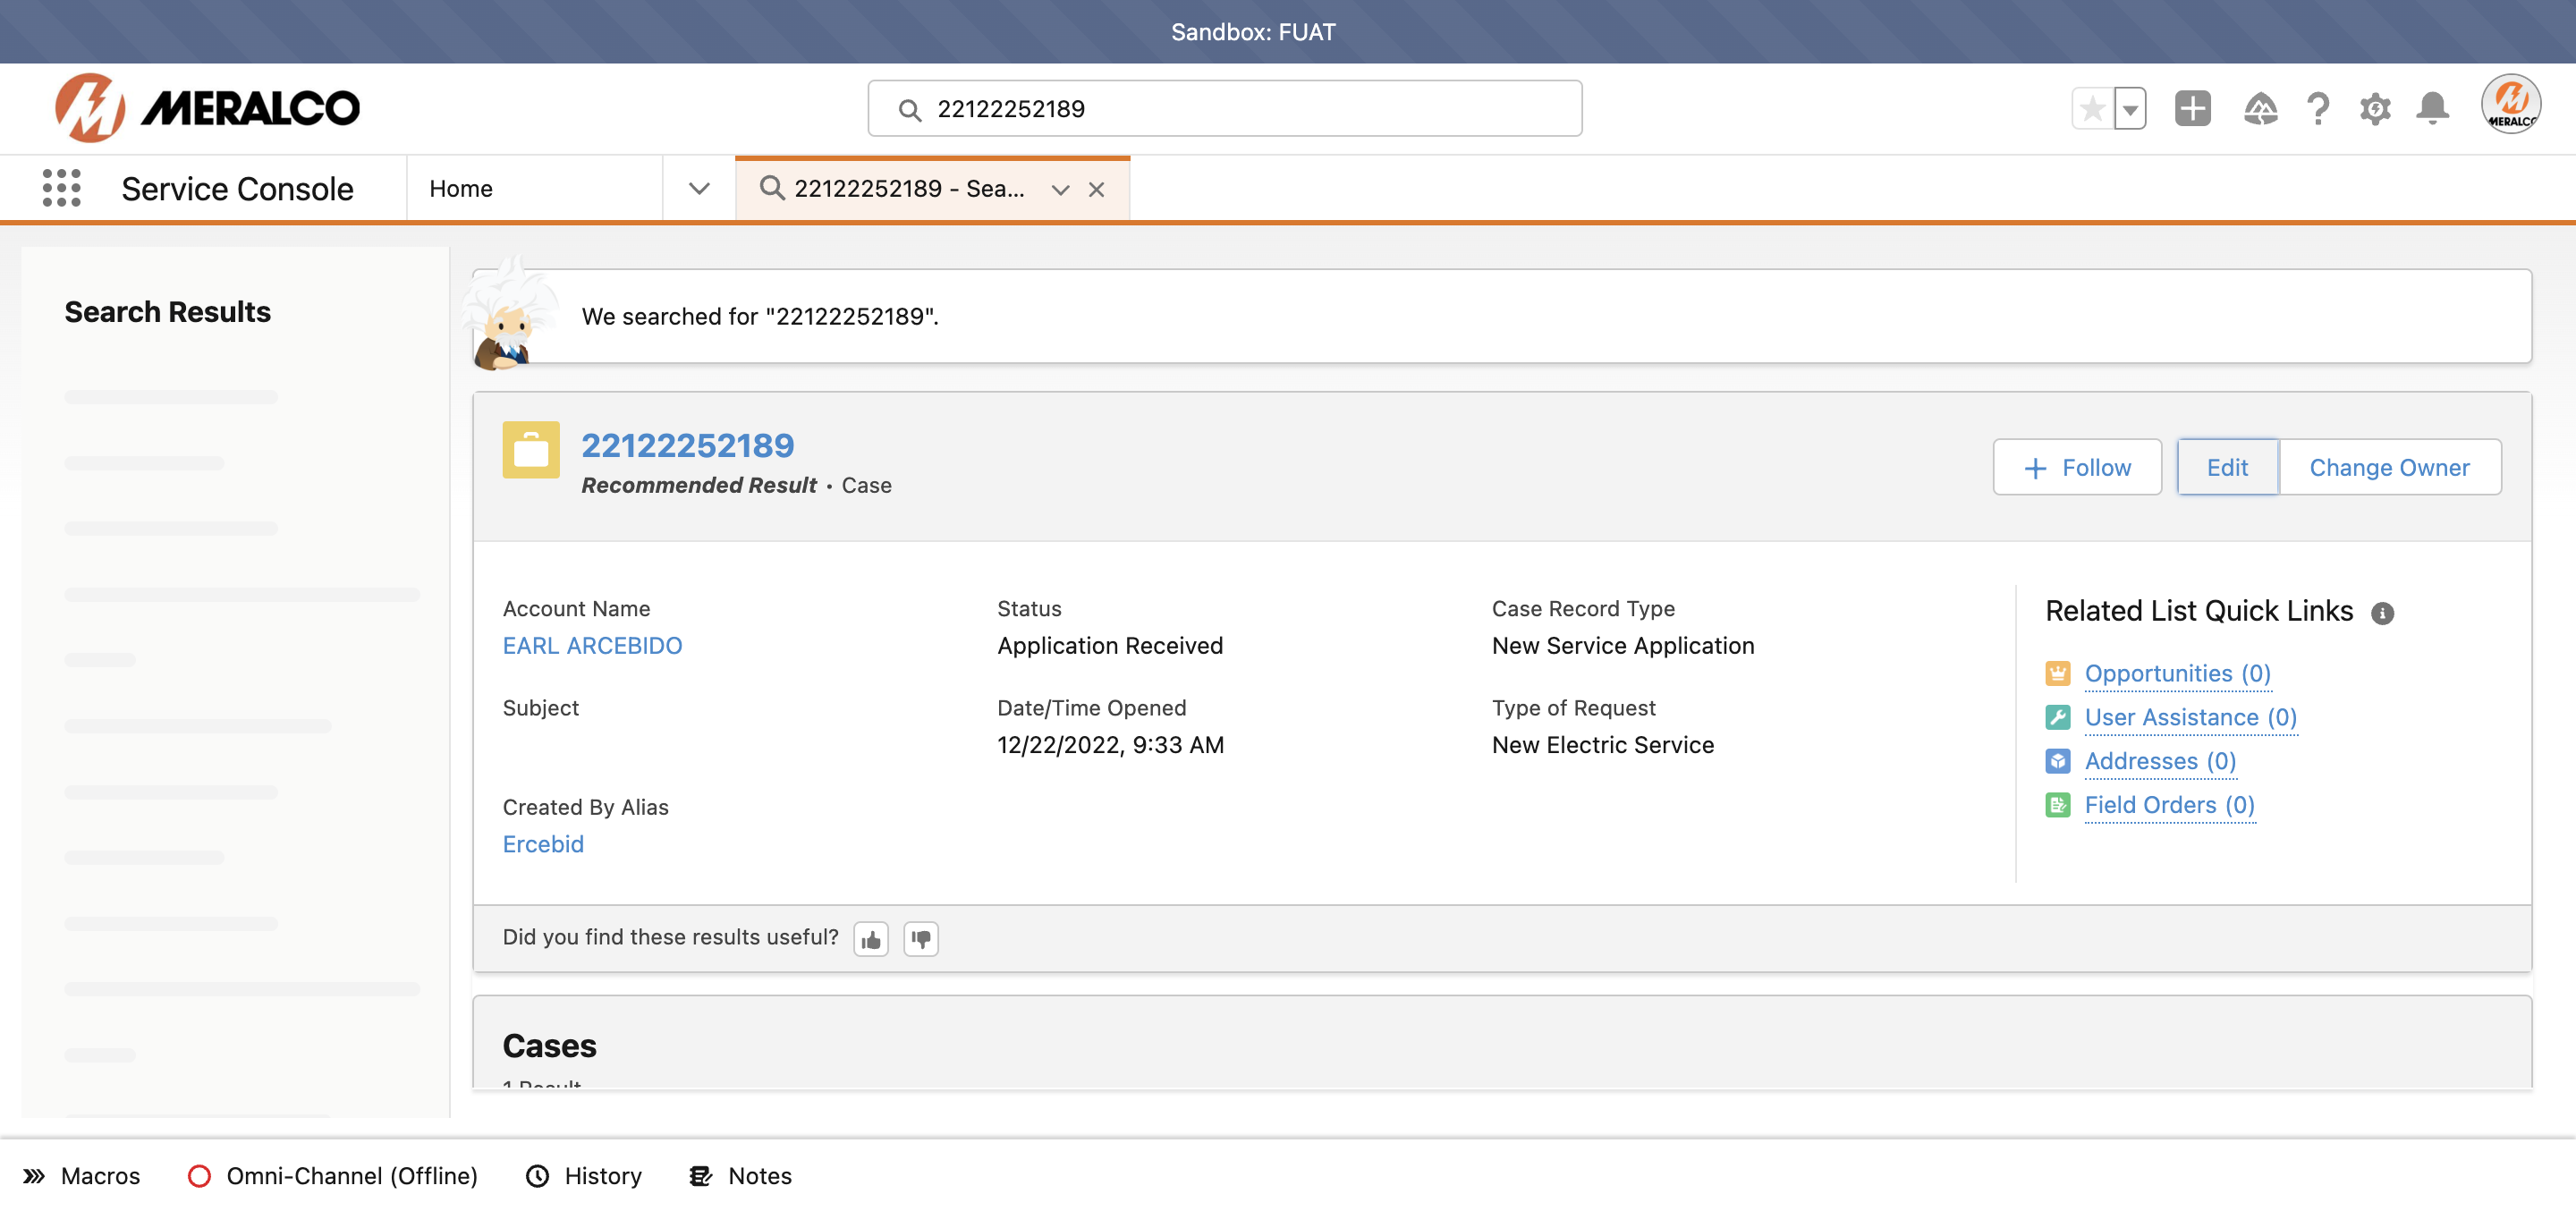 Sandbox: FUAT
MERALCO
22122252189
MERALCO
Service Console
Home
22122252189 - Sea...
Search Results
We searched for "22122252189".
22122252189
Recommended Result • Case
Follow
Edit
Change Owner
Account Name
EARL ARCEBIDO
Status
Application Received
Case Record Type
New Service Application
Subject
Date/Time Opened
12/22/2022, 9:33 AM
Type of Request
New Electric Service
Created By Alias
Ercebid
Related List Quick Links
Opportunities (0)
User Assistance (0)
Addresses (0)
Field Orders (0)
Did you find these results useful?
Cases
1 Result
Macros
Omni-Channel (Offline)
History
Notes